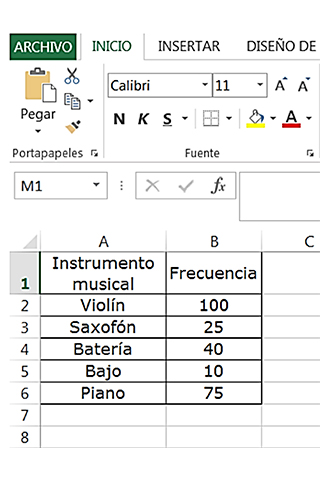 ARCHIVO INICIO INSERTAR DISEÑO DE
Calibri 11 A A
Pegar
N K S A
Portapapeles Fuente
M1 fx
A B C
1 Instrumento musical Frecuencia
2 Violín 100
3 Saxofón 25
4 Batería 40
5 Bajo 10
6 Piano 75
7
8